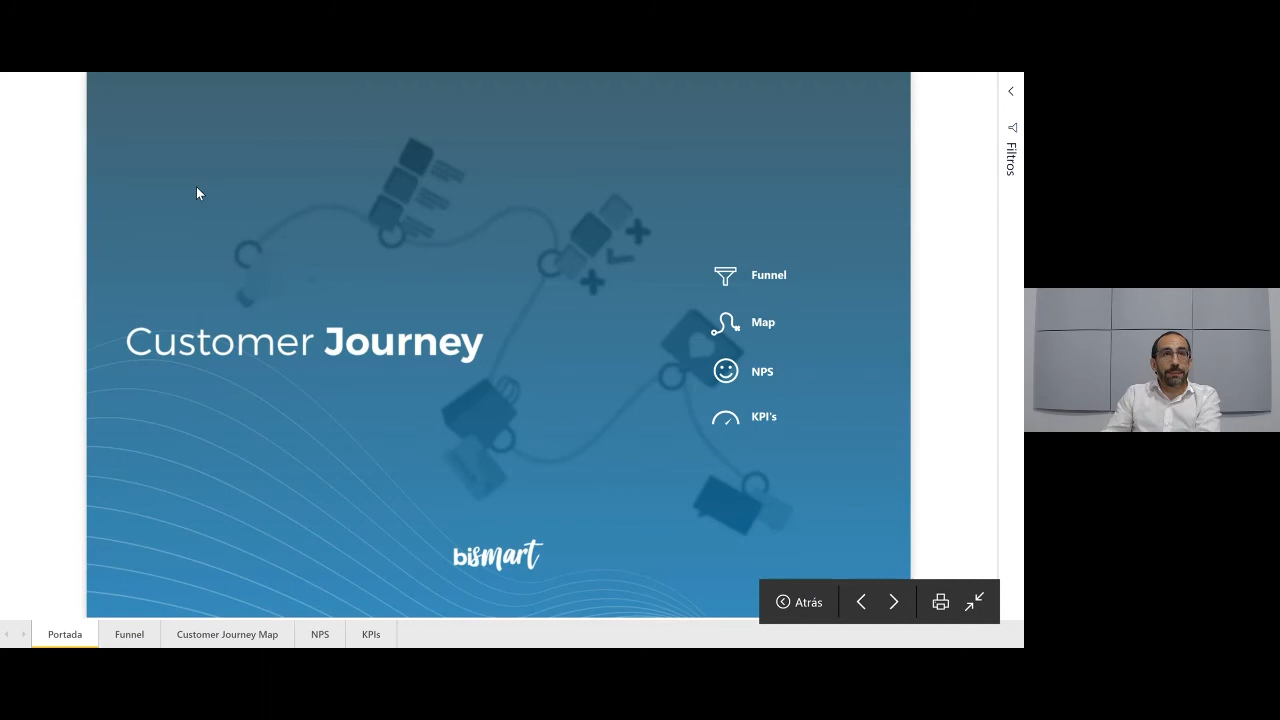 Filtros
Funnel
Map
Customer Journey
NPS
KPI's
bismart
Atrás
Portada
Funnel
Customer Journey Map
NPS
KPIs